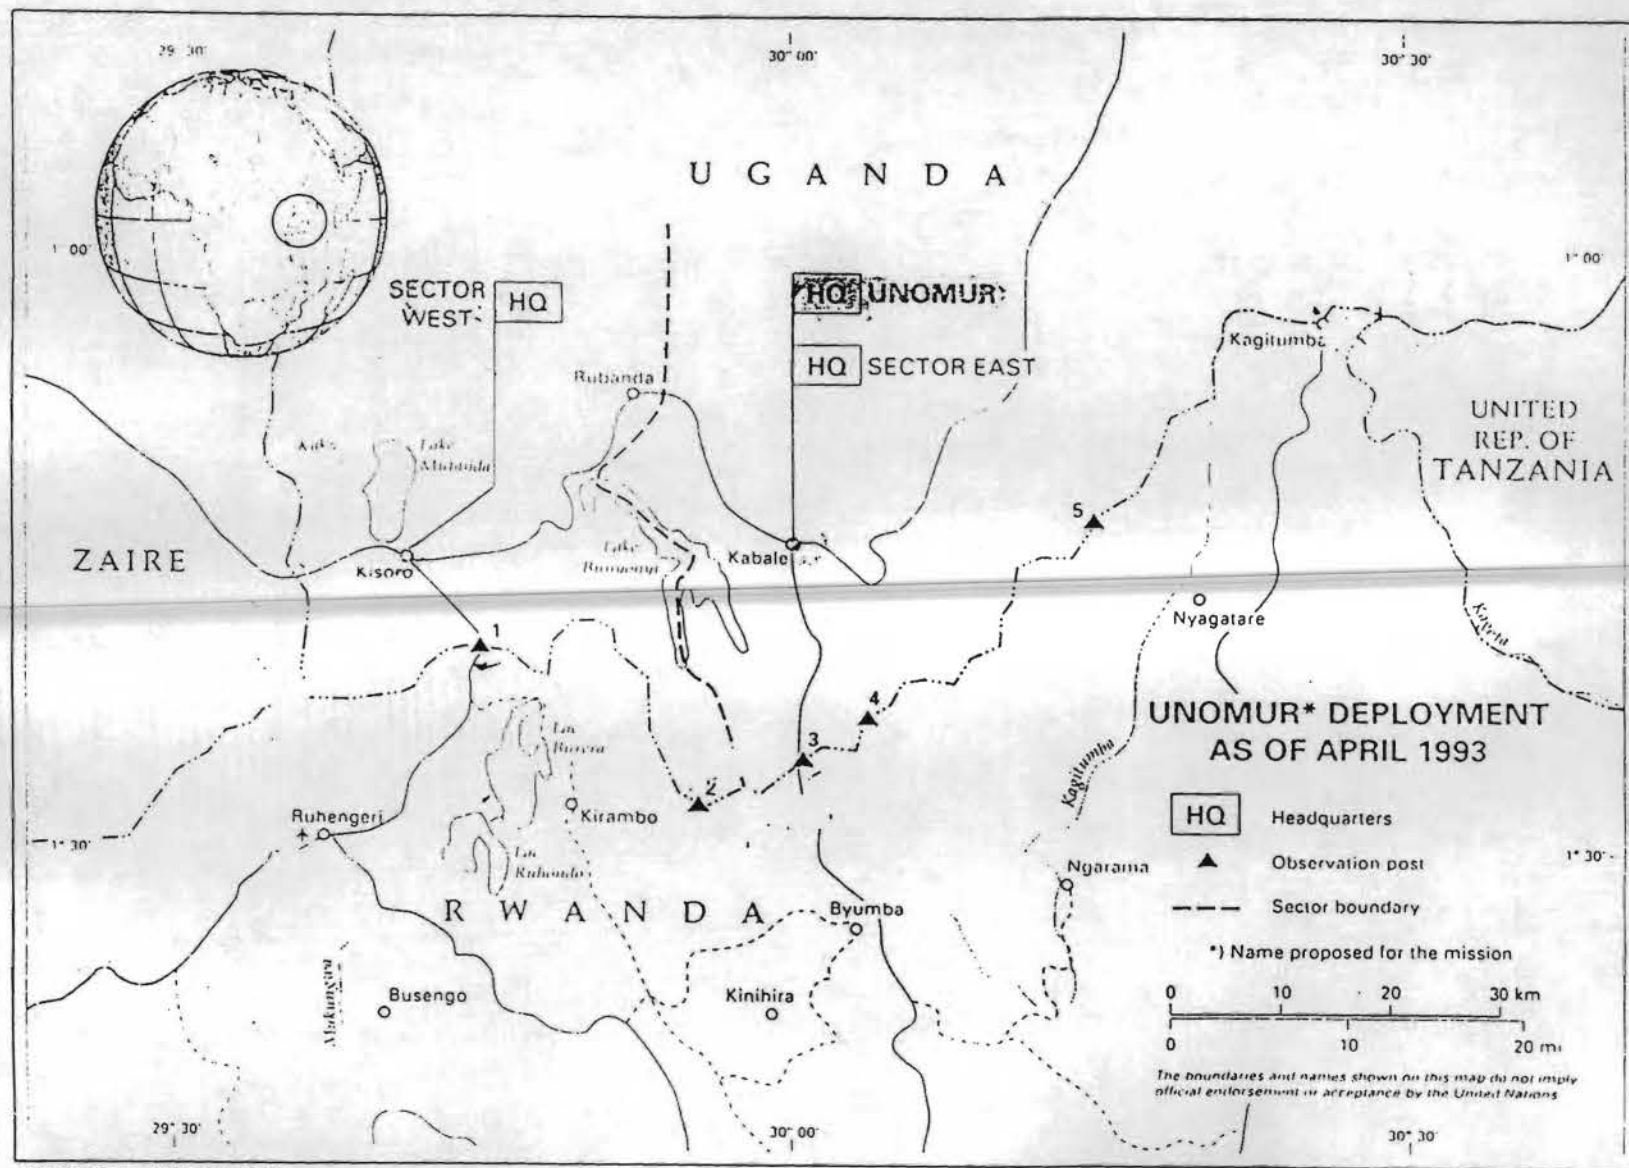 29° 30'
30° 00'
30° 30'
UGANDA
1° 00'
1° 00'
SECTOR
WEST
HQ
HQ UNOMUR
HQ SECTOR EAST
Rubanda
Kagitumba
UNITED
REP. OF
TANZANIA
Lake
Mutanda
ZAIRE
Kisoro
Lake
Bunyonyi
Kabale
5
Nyagatare
Kagera
1
4
3
2
UNOMUR* DEPLOYMENT
AS OF APRIL 1993
Lac
Burera
Kagitumba
Ruhengeri
Kirambo
HQ Headquarters
1° 30'
1° 30'
Lac
Ruhondo
Ngarama
Observation post
RWANDA
Byumba
Sector boundary
*) Name proposed for the mission
Mukungwa
Busengo
Kinihira
0 10 20 30 km
0 10 20 mi
The boundaries and names shown on this map do not imply
official endorsement or acceptance by the United Nations
29° 30'
30° 00'
30° 30'